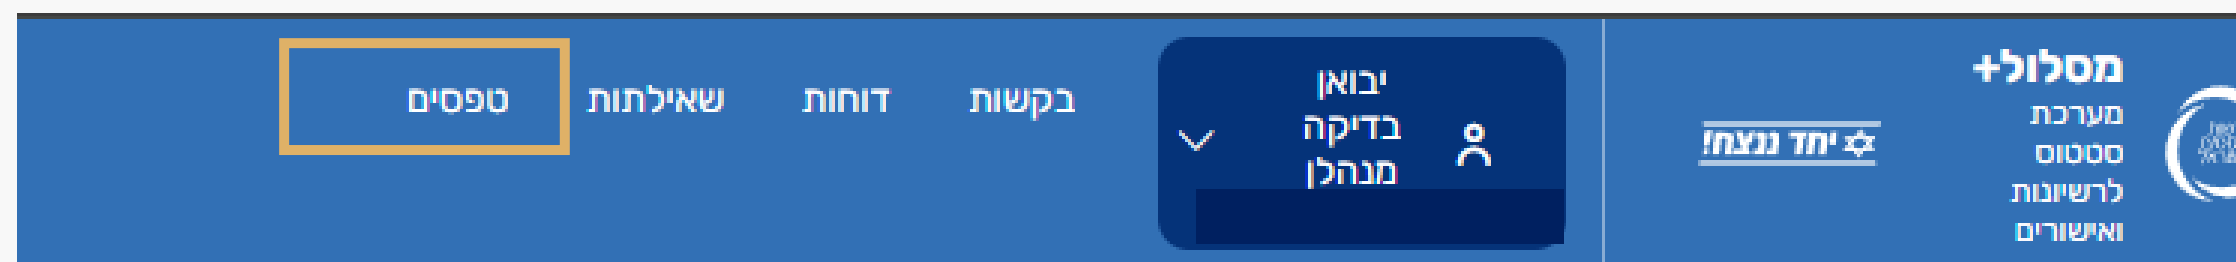 מסלול+
מערכת
סטטוס
לרשיונות
ואישורים
יחד ננצח!
יבואן
בדיקה
מנהלן
בקשות
דוחות
שאילתות
טפסים